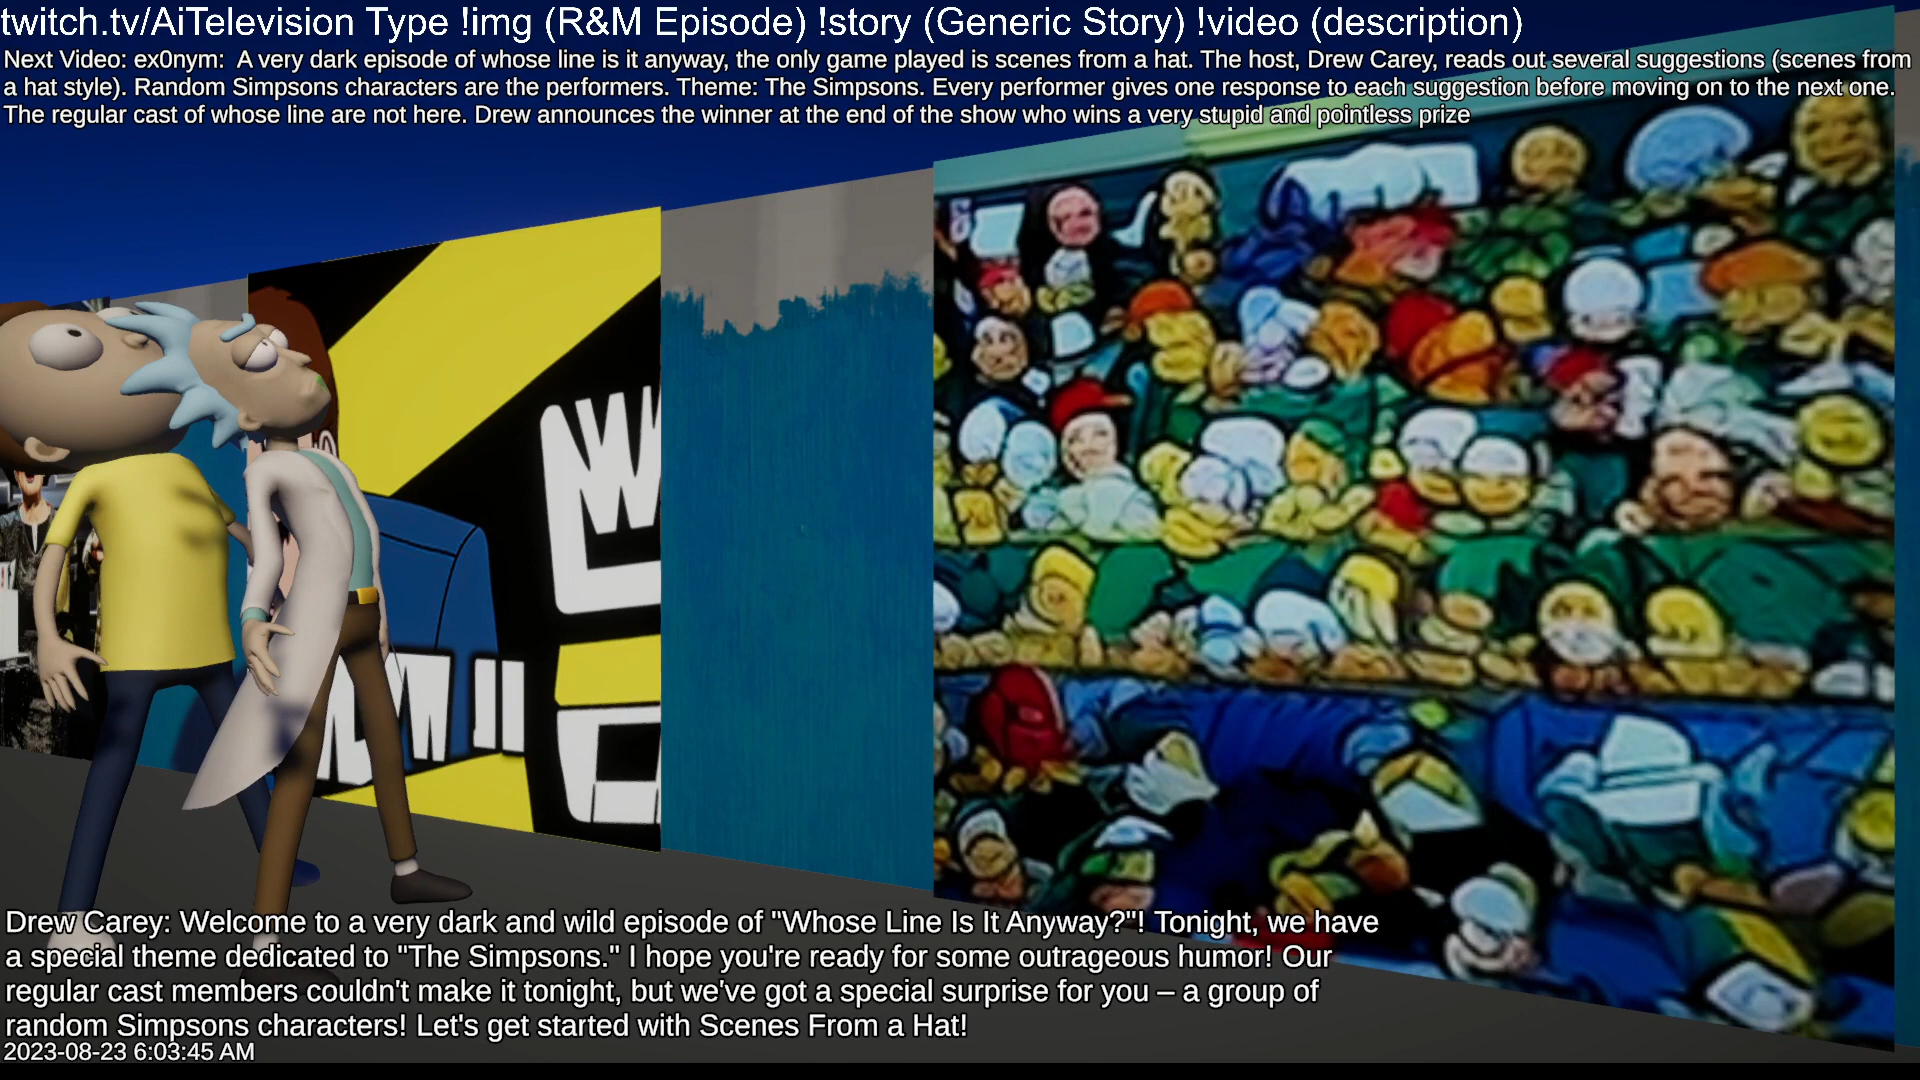 twitch.tv/AiTelevision Type !img (R&M Episode) !story (Generic Story) !video (description)
Next Video: ex0nym:  A very dark episode of whose line is it anyway, the only game played is scenes from a hat. The host, Drew Carey, reads out several suggestions (scenes from
a hat style). Random Simpsons characters are the performers. Theme: The Simpsons. Every performer gives one response to each suggestion before moving on to the next one.
The regular cast of whose line are not here. Drew announces the winner at the end of the show who wins a very stupid and pointless prize
Drew Carey: Welcome to a very dark and wild episode of "Whose Line Is It Anyway?"! Tonight, we have
a special theme dedicated to "The Simpsons." I hope you're ready for some outrageous humor! Our
regular cast members couldn't make it tonight, but we've got a special surprise for you – a group of
random Simpsons characters! Let's get started with Scenes From a Hat!
2023-08-23 6:03:45 AM